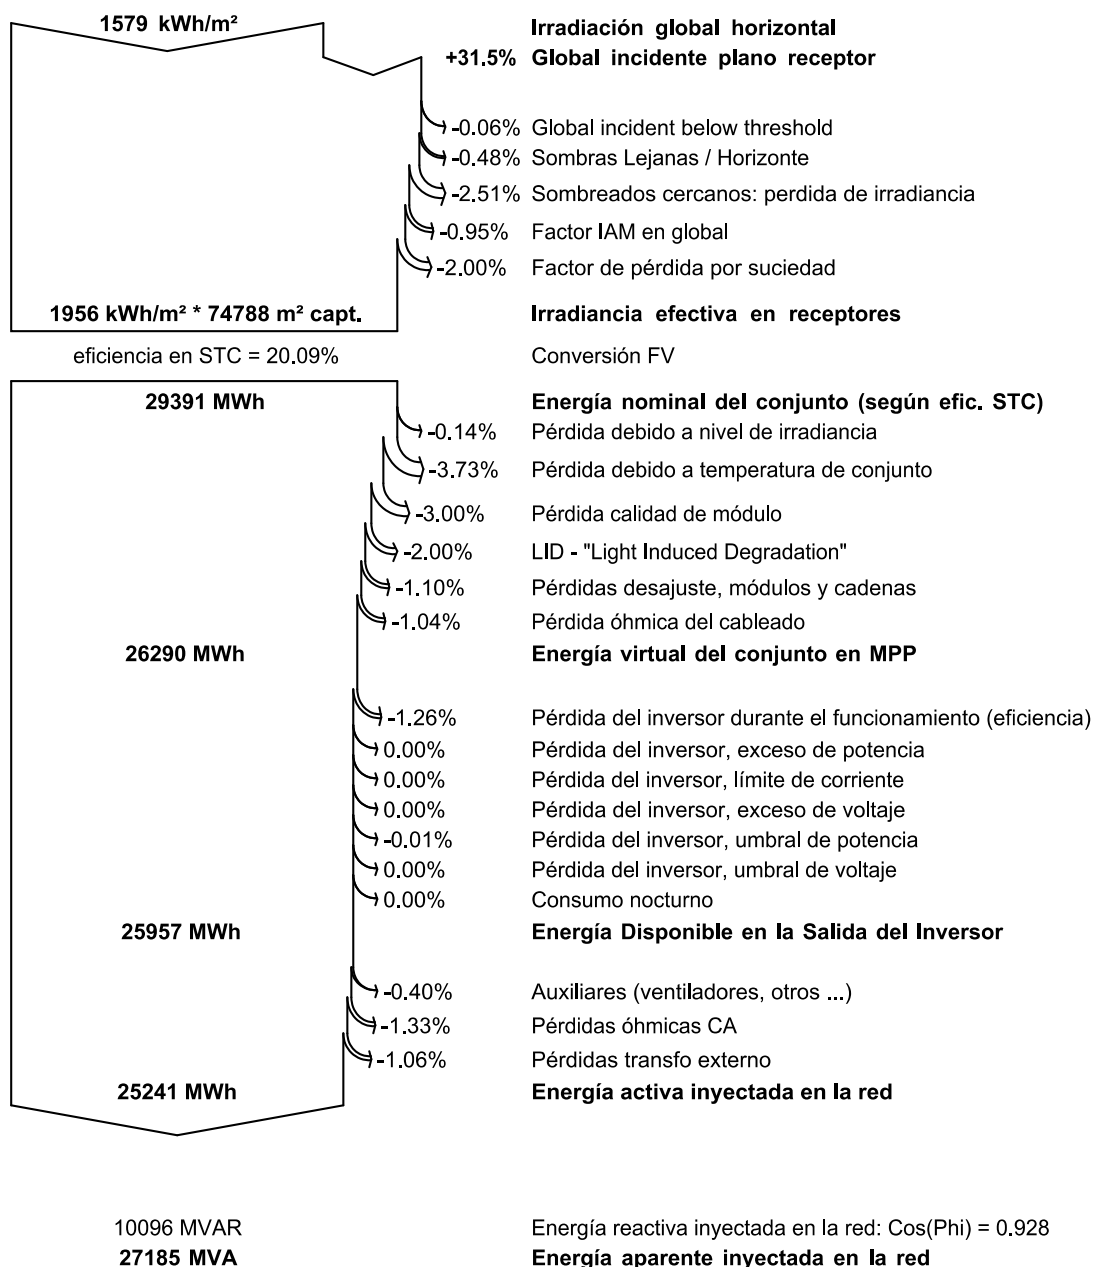 1579 kWh/m² Irradiación global horizontal
+31.5% Global incidente plano receptor
-0.06% Global incident below threshold
-0.48% Sombras Lejanas / Horizonte
-2.51% Sombreados cercanos: perdida de irradiancia
-0.95% Factor IAM en global
-2.00% Factor de pérdida por suciedad
1956 kWh/m² * 74788 m² capt. Irradiancia efectiva en receptores
eficiencia en STC = 20.09% Conversión FV
29391 MWh Energía nominal del conjunto (según efic. STC)
-0.14% Pérdida debido a nivel de irradiancia
-3.73% Pérdida debido a temperatura de conjunto
-3.00% Pérdida calidad de módulo
-2.00% LID - "Light Induced Degradation"
-1.10% Pérdidas desajuste, módulos y cadenas
-1.04% Pérdida óhmica del cableado
26290 MWh Energía virtual del conjunto en MPP
-1.26% Pérdida del inversor durante el funcionamiento (eficiencia)
0.00% Pérdida del inversor, exceso de potencia
0.00% Pérdida del inversor, límite de corriente
0.00% Pérdida del inversor, exceso de voltaje
-0.01% Pérdida del inversor, umbral de potencia
0.00% Pérdida del inversor, umbral de voltaje
0.00% Consumo nocturno
25957 MWh Energía Disponible en la Salida del Inversor
-0.40% Auxiliares (ventiladores, otros ...)
-1.33% Pérdidas óhmicas CA
-1.06% Pérdidas transfo externo
25241 MWh Energía activa inyectada en la red
10096 MVAR Energía reactiva inyectada en la red: Cos(Phi) = 0.928
27185 MVA Energía aparente inyectada en la red